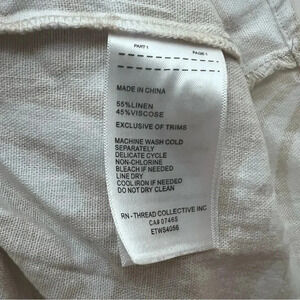 PART 1 PAGE-1
MADE IN CHINA
55%LINEN
45%VISCOSE
EXCLUSIVE OF TRIMS
MACHINE WASH COLD
SEPARATELY
DELICATE CYCLE
NON-CHLORINE
BLEACH IF NEEDED
LINE DRY
COOL IRON IF NEEDED
DO NOT DRY CLEAN
RN-THREAD COLLECTIVE INC
CA# 07465
ETWS4056